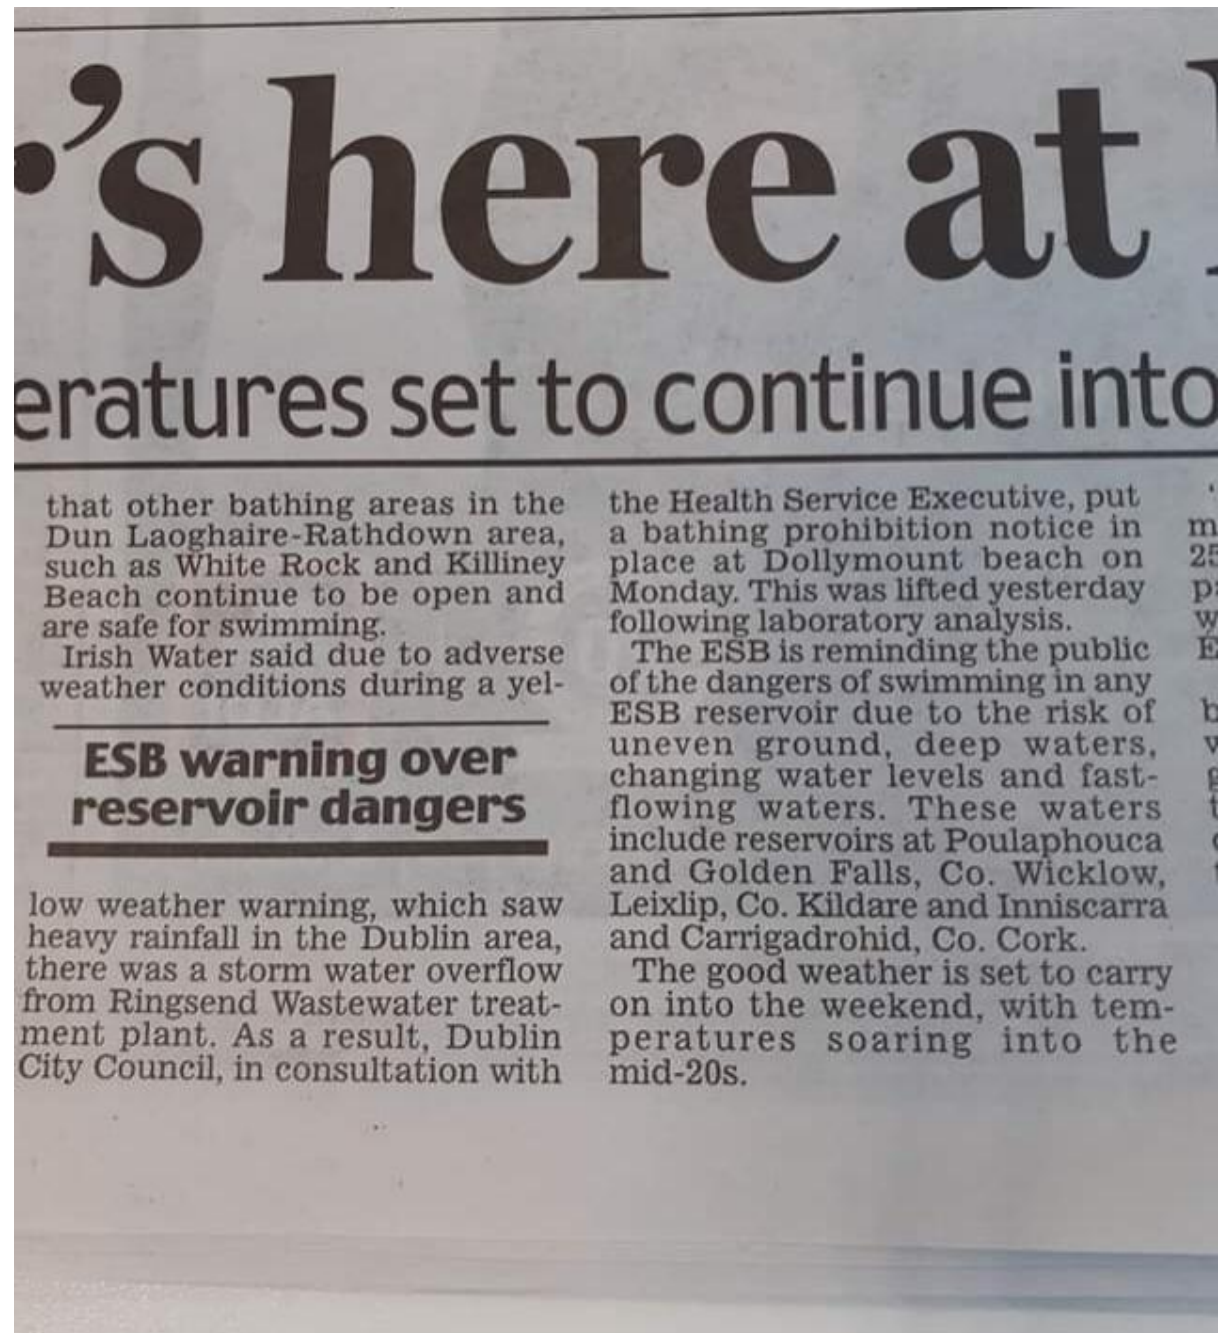 ’s here at
eratures set to continue into
that other bathing areas in the
Dun Laoghaire-Rathdown area,
such as White Rock and Killiney
Beach continue to be open and
are safe for swimming.
Irish Water said due to adverse
weather conditions during a yel-
ESB warning over
reservoir dangers
low weather warning, which saw
heavy rainfall in the Dublin area,
there was a storm water overflow
from Ringsend Wastewater treat-
ment plant. As a result, Dublin
City Council, in consultation with
the Health Service Executive, put
a bathing prohibition notice in
place at Dollymount beach on
Monday. This was lifted yesterday
following laboratory analysis.
The ESB is reminding the public
of the dangers of swimming in any
ESB reservoir due to the risk of
uneven ground, deep waters,
changing water levels and fast-
flowing waters. These waters
include reservoirs at Poulaphouca
and Golden Falls, Co. Wicklow,
Leixlip, Co. Kildare and Inniscarra
and Carrigadrohid, Co. Cork.
The good weather is set to carry
on into the weekend, with tem-
peratures soaring into the
mid-20s.